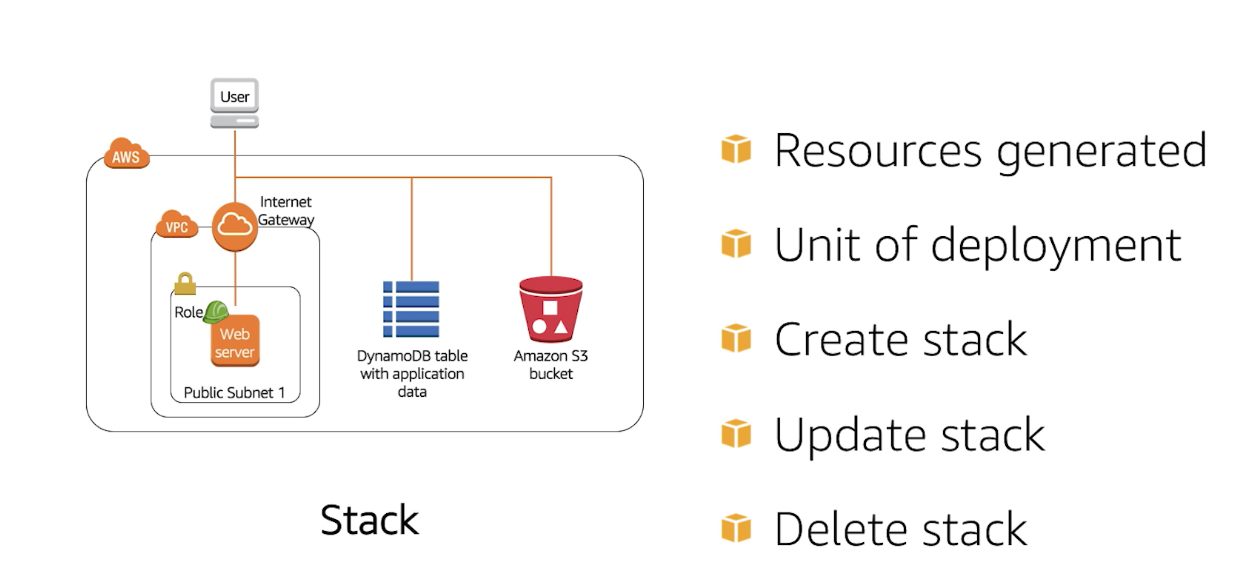 User
AWS
Internet
Gateway
VPC
Role
Web
server
Public Subnet 1
DynamoDB table
with application
data
Amazon S3
bucket
Stack
Resources generated
Unit of deployment
Create stack
Update stack
Delete stack